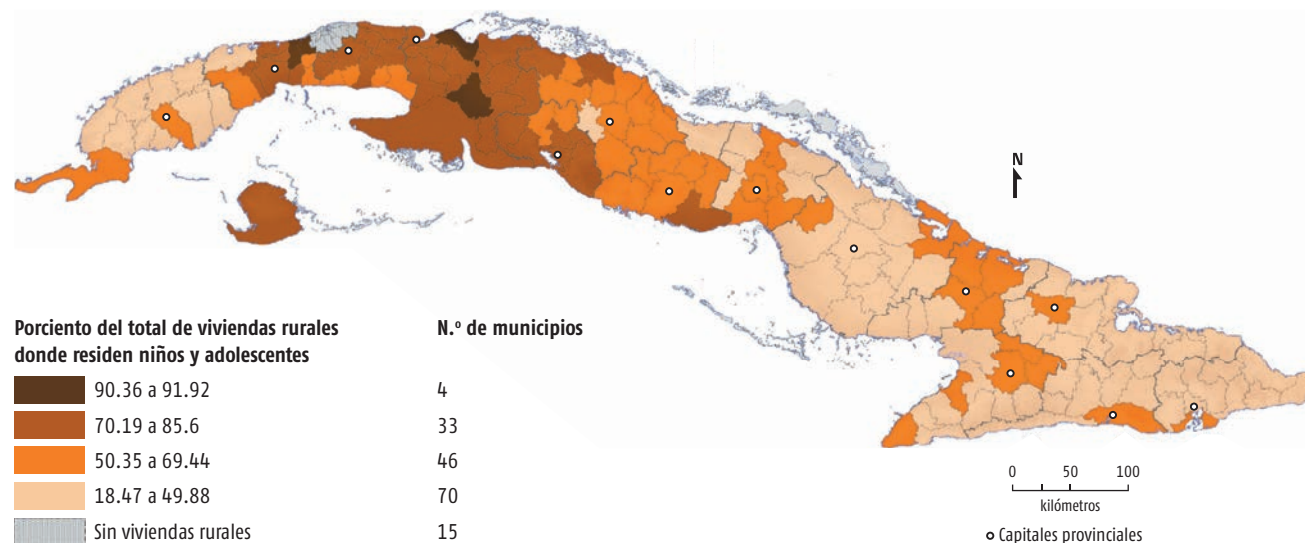 N
Porciento del total de viviendas rurales
donde residen niños y adolescentes
N.º de municipios
90.36 a 91.92 4
70.19 a 85.6 33
50.35 a 69.44 46
18.47 a 49.88 70
Sin viviendas rurales 15
0 50 100
kilómetros
Capitales provinciales